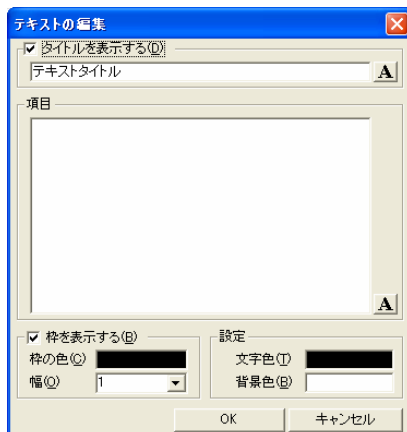 テキストの編集
タイトルを表示する(D)
テキストタイトル
A
項目
A
枠を表示する(B)
枠の色(C)
幅(O)
1
設定
文字色(T)
背景色(B)
OK
キャンセル